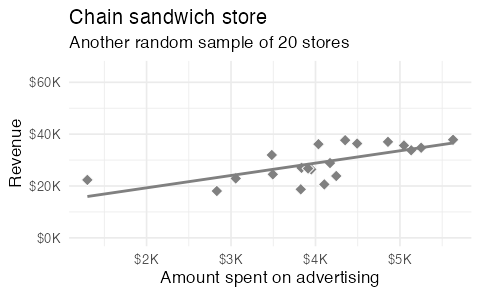 Chain sandwich store
Another random sample of 20 stores
$60K
$40K
$20K
$0K
Revenue
$2K $3K $4K $5K
Amount spent on advertising